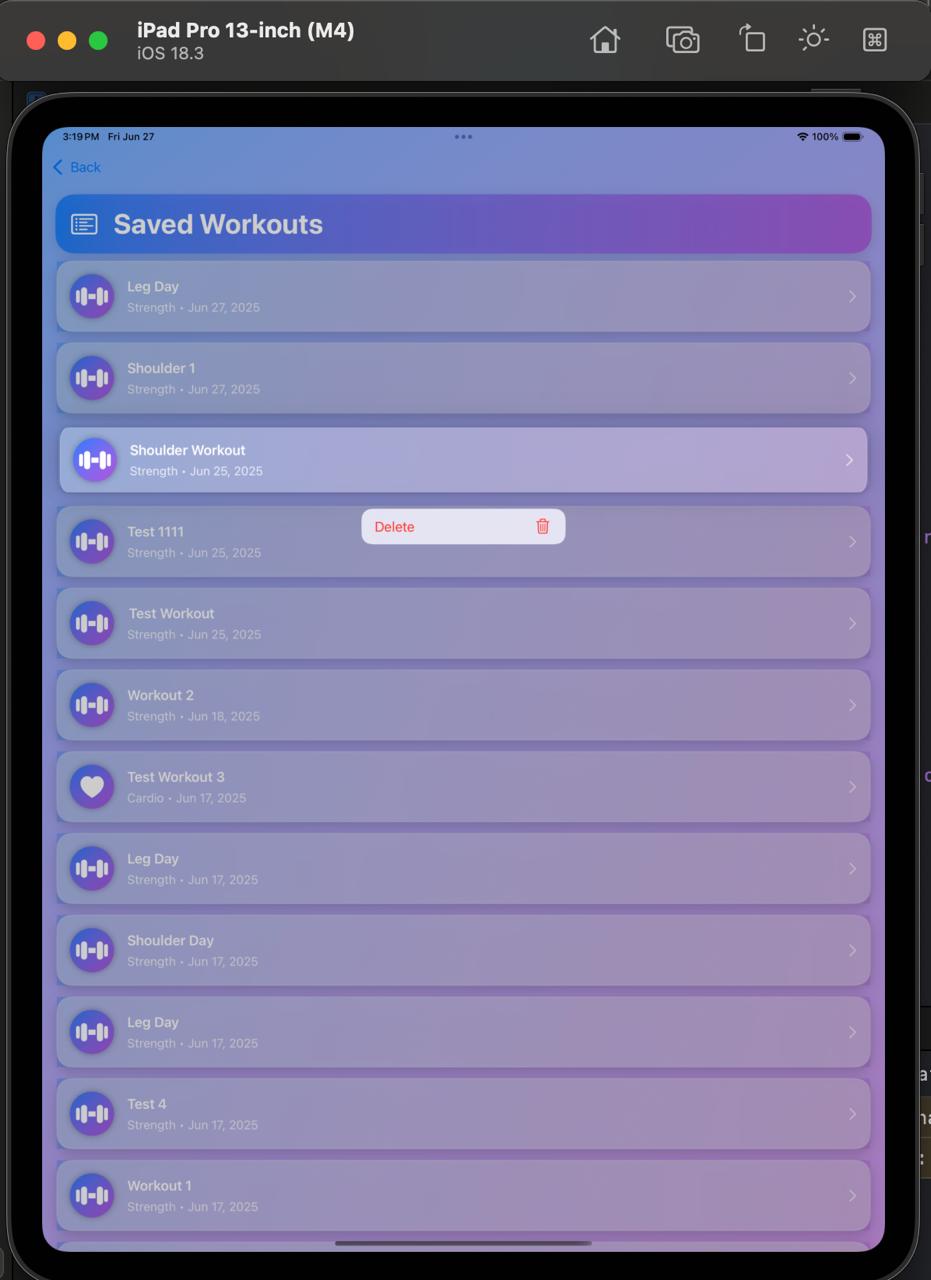 iPad Pro 13-inch (M4)
iOS 18.3
3:19 PM Fri Jun 27
100%
Back
Saved Workouts
Leg Day
Strength • Jun 27, 2025
Shoulder 1
Strength • Jun 27, 2025
Shoulder Workout
Strength • Jun 25, 2025
Delete
Test 1111
Strength • Jun 25, 2025
Test Workout
Strength • Jun 25, 2025
Workout 2
Strength • Jun 18, 2025
Test Workout 3
Cardio • Jun 17, 2025
Leg Day
Strength • Jun 17, 2025
Shoulder Day
Strength • Jun 17, 2025
Leg Day
Strength • Jun 17, 2025
Test 4
Strength • Jun 17, 2025
Workout 1
Strength • Jun 17, 2025